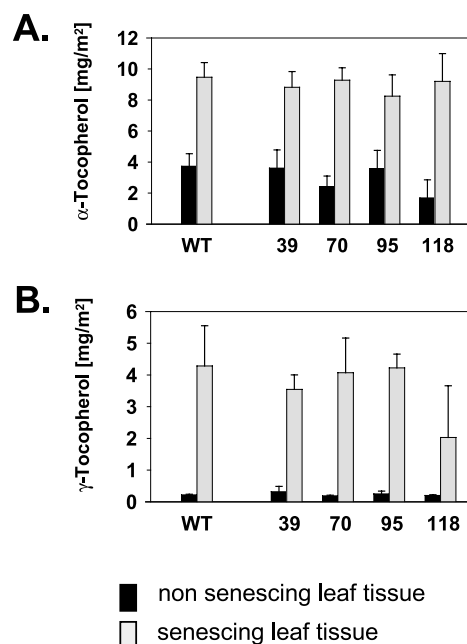 A.
α-Tocopherol [mg/m²]
12
10
8
6
4
2
0
WT 39 70 95 118
B.
γ-Tocopherol [mg/m²]
6
5
4
3
2
1
0
WT 39 70 95 118
non senescing leaf tissue
senescing leaf tissue